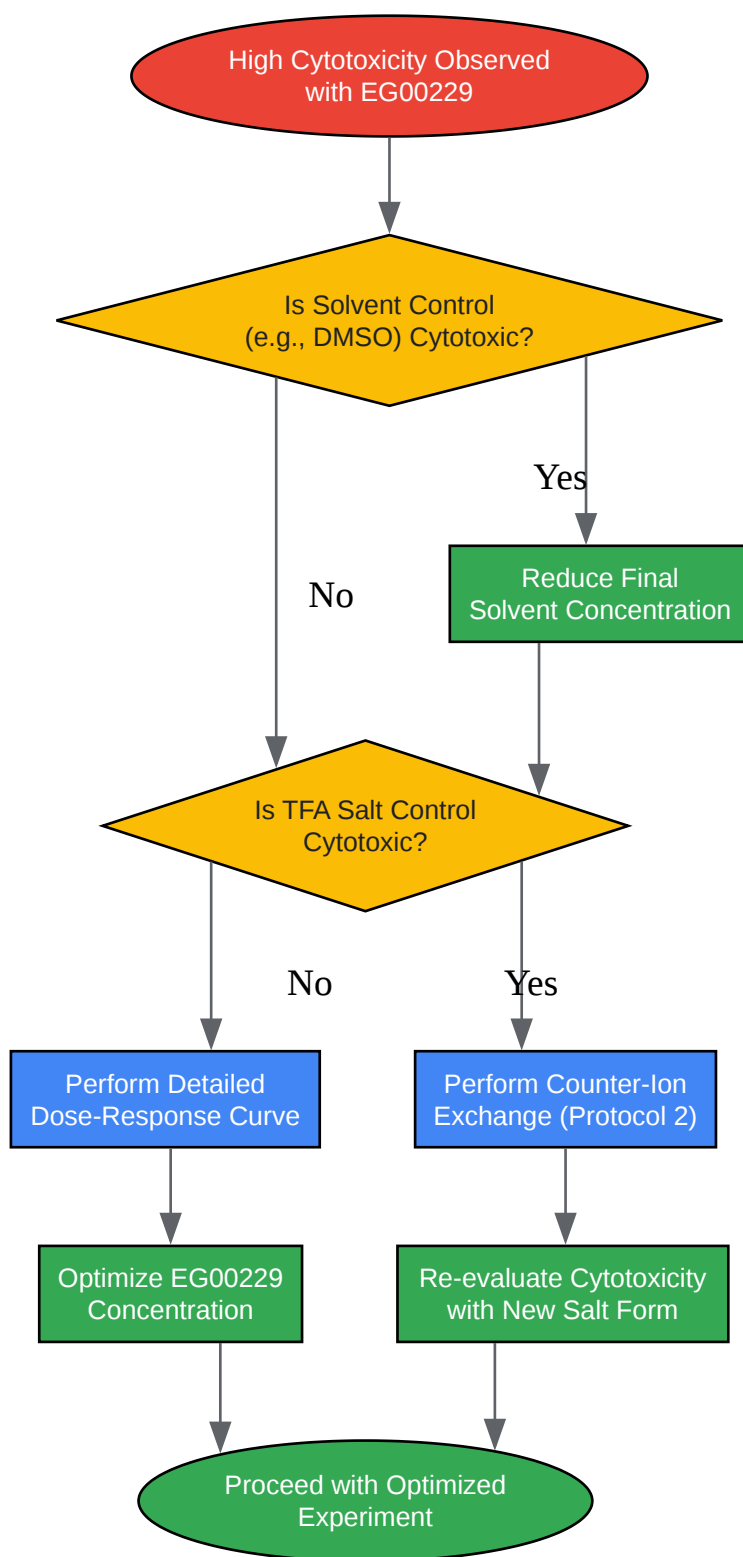 High Cytotoxicity Observed
with EG00229
Is Solvent Control
(e.g., DMSO) Cytotoxic?
Yes
No
Reduce Final
Solvent Concentration
Is TFA Salt Control
Cytotoxic?
No
Yes
Perform Detailed
Dose-Response Curve
Perform Counter-Ion
Exchange (Protocol 2)
Optimize EG00229
Concentration
Re-evaluate Cytotoxicity
with New Salt Form
Proceed with Optimized
Experiment